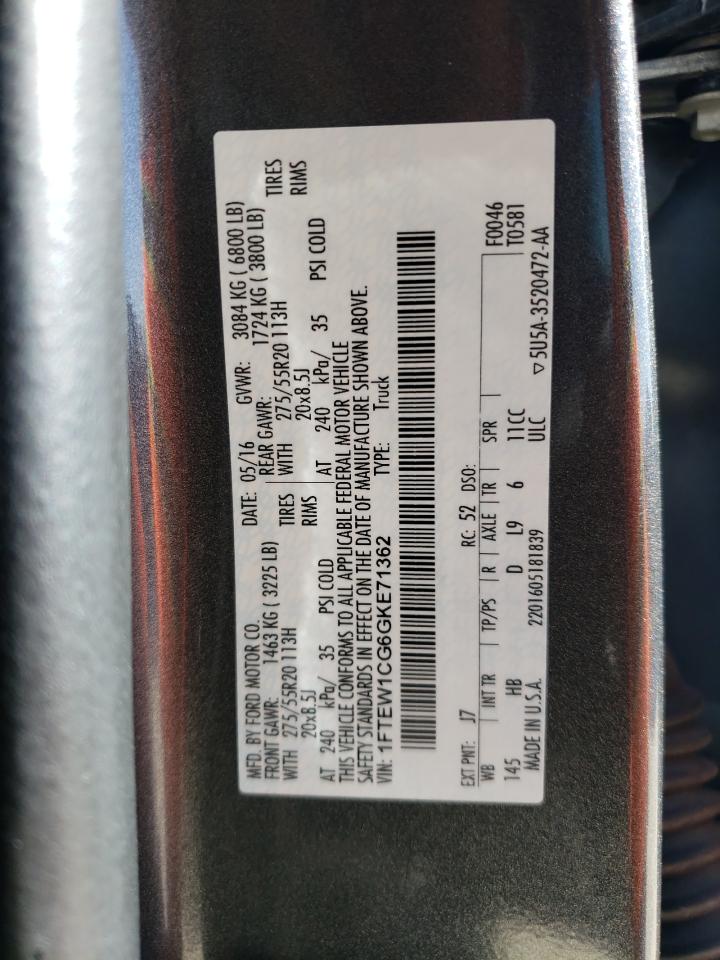 MFD. BY FORD MOTOR CO.
DATE: 05/16 GVWR: 3084 KG ( 6800 LB)
FRONT GAWR: 1463 KG ( 3225 LB) REAR GAWR: 1724 KG ( 3800 LB)
WITH 275/55R20 113H TIRES WITH 275/55R20 113H TIRES
20x8.5J RIMS 20x8.5J RIMS
AT 240 kPa/ 35 PSI COLD AT 240 kPa/ 35 PSI COLD
THIS VEHICLE CONFORMS TO ALL APPLICABLE FEDERAL MOTOR VEHICLE
SAFETY STANDARDS IN EFFECT ON THE DATE OF MANUFACTURE SHOWN ABOVE.
VIN: 1FTEW1CG6GKE71362 TYPE: Truck
EXT PNT: J7 RC: 52 DSO:
WB INT TR TP/PS R AXLE TR SPR F0046
145 HB D L9 6 11CC T0581
MADE IN U.S.A. 2201605181839 ULC ▽5U5A-3520472-AA